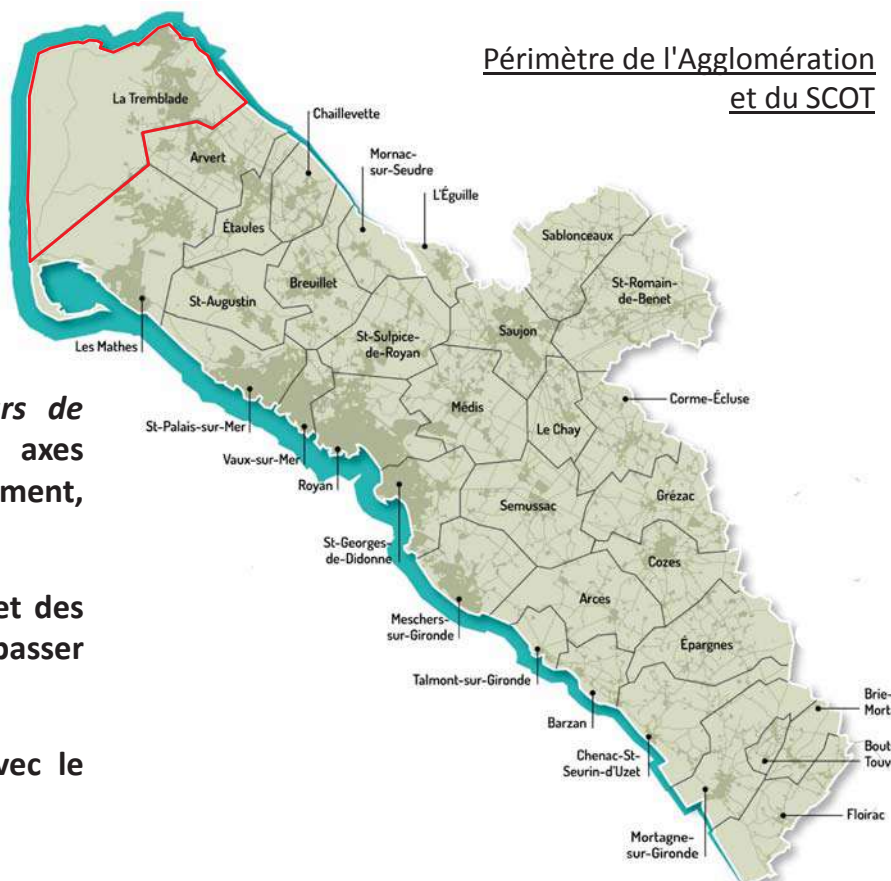 Périmètre de l'Agglomération
et du SCOT
La Tremblade
Chaillevette
Arvert
Mornac-
sur-Seudre
L'Éguille
Étaules
Sablonceaux
St-Romain-
de-Benet
Breuillet
St-Augustin
Saujon
St-Sulpice-
de-Royan
Les Mathes
Médis
Corme-Écluse
Le Chay
St-Palais-sur-Mer
Vaux-sur-Mer
Royan
Grézac
Semussac
St-Georges-
de-Didonne
Cozes
Arces
Meschers-
sur-Gironde
Épargnes
Talmont-sur-Gironde
Brie-
Mort
Barzan
Bout
Touv
Chenac-St-
Seurin-d'Uzet
Floirac
Mortagne-
sur-Gironde
rs de
axes
ment,
et des
passer
vec le